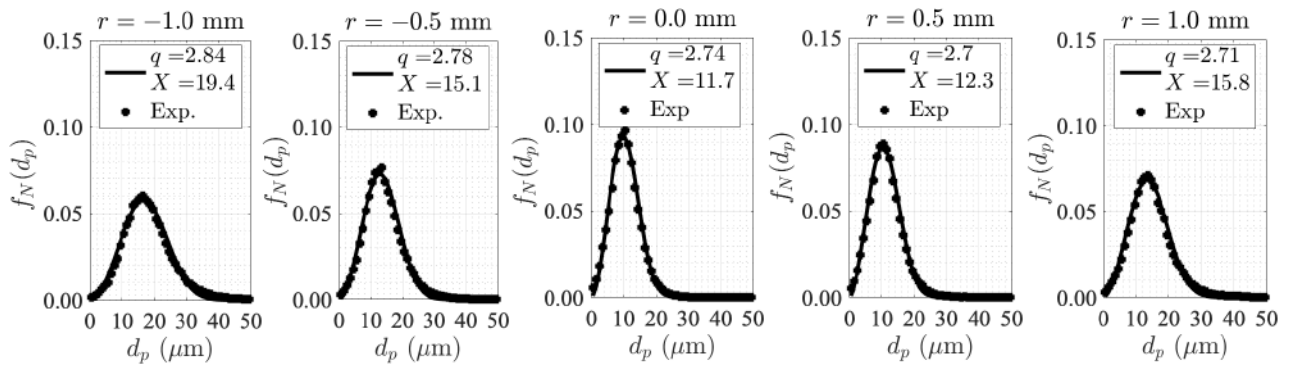 r = −1.0 mm
0.15
0.10
0.05
0.00
q =2.84
X =19.4
Exp.
f_N(d_p)
0 10 20 30 40 50
d_p (μm)
r = −0.5 mm
0.15
0.10
0.05
0.00
q =2.78
X =15.1
Exp.
f_N(d_p)
0 10 20 30 40 50
d_p (μm)
r = 0.0 mm
0.15
0.10
0.05
0.00
q =2.74
X =11.7
Exp
f_N(d_p)
0 10 20 30 40 50
d_p (μm)
r = 0.5 mm
0.15
0.10
0.05
0.00
q =2.7
X =12.3
Exp
f_N(d_p)
0 10 20 30 40 50
d_p (μm)
r = 1.0 mm
0.15
0.10
0.05
0.00
q =2.71
X =15.8
Exp
f_N(d_p)
0 10 20 30 40 50
d_p (μm)